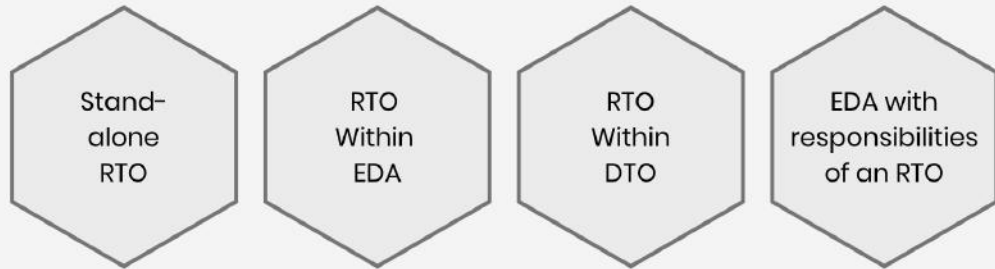 Stand-
alone
RTO
RTO
Within
EDA
RTO
Within
DTO
EDA with
responsibilities
of an RTO